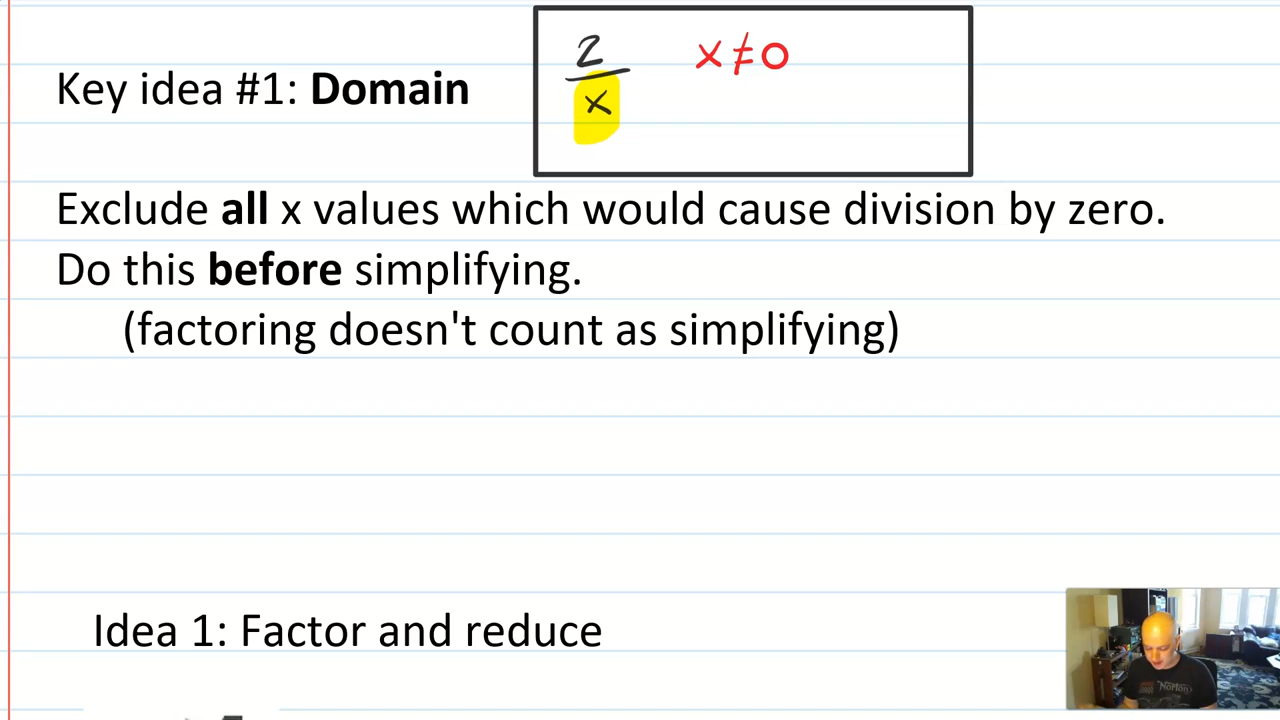 2
x
x ≠ 0
Key idea #1: Domain
Exclude all x values which would cause division by zero.
Do this before simplifying.
(factoring doesn't count as simplifying)
Idea 1: Factor and reduce
Norton